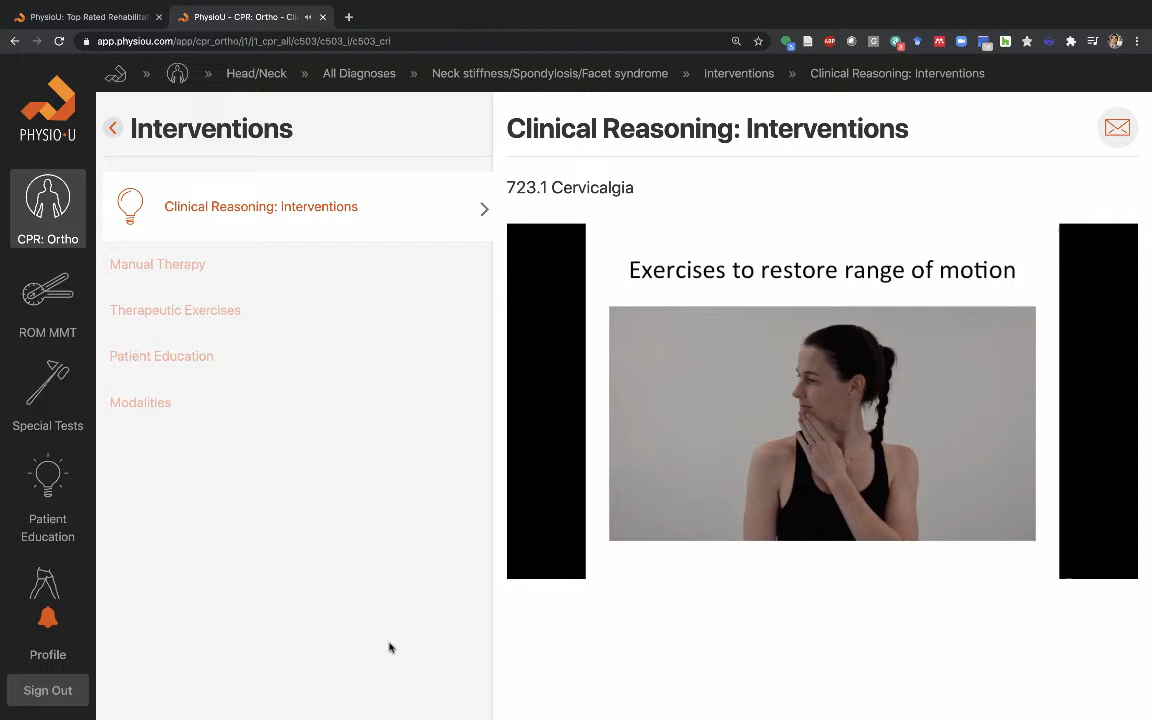 PhysioU: Top Rated Rehabilitat
PhysioU - CPR: Ortho - Cli
app.physiou.com/app/cpr_ortho/j1/j1_cpr_all/c503/c503_i/c503_cri
» » Head/Neck » All Diagnoses » Neck stiffness/Spondylosis/Facet syndrome » Interventions » Clinical Reasoning: Interventions
PHYSIO·U
CPR: Ortho
ROM MMT
Special Tests
Patient
Education
Profile
Sign Out
Interventions
Clinical Reasoning: Interventions
Manual Therapy
Therapeutic Exercises
Patient Education
Modalities
Clinical Reasoning: Interventions
723.1 Cervicalgia
Exercises to restore range of motion